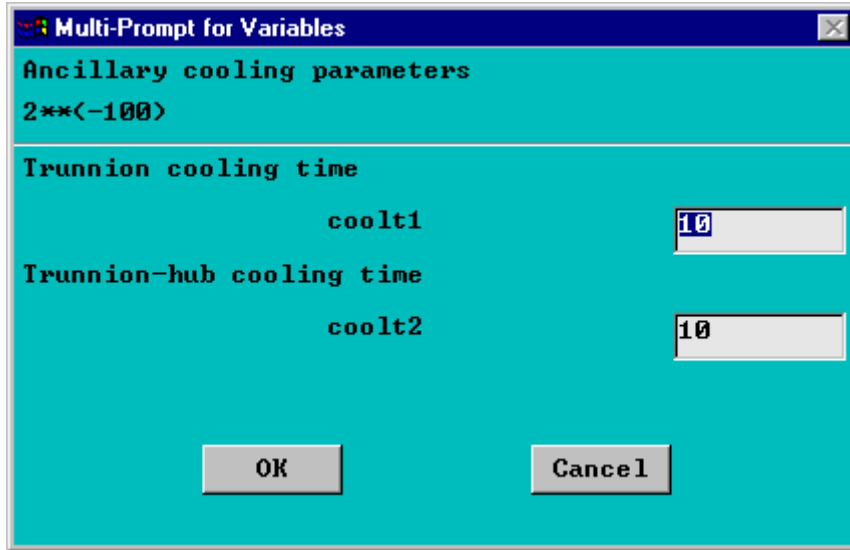 Multi-Prompt for Variables
Ancillary cooling parameters
2**(-100)
Trunnion cooling time
coolt1 10
Trunnion-hub cooling time
coolt2 10
OK Cancel